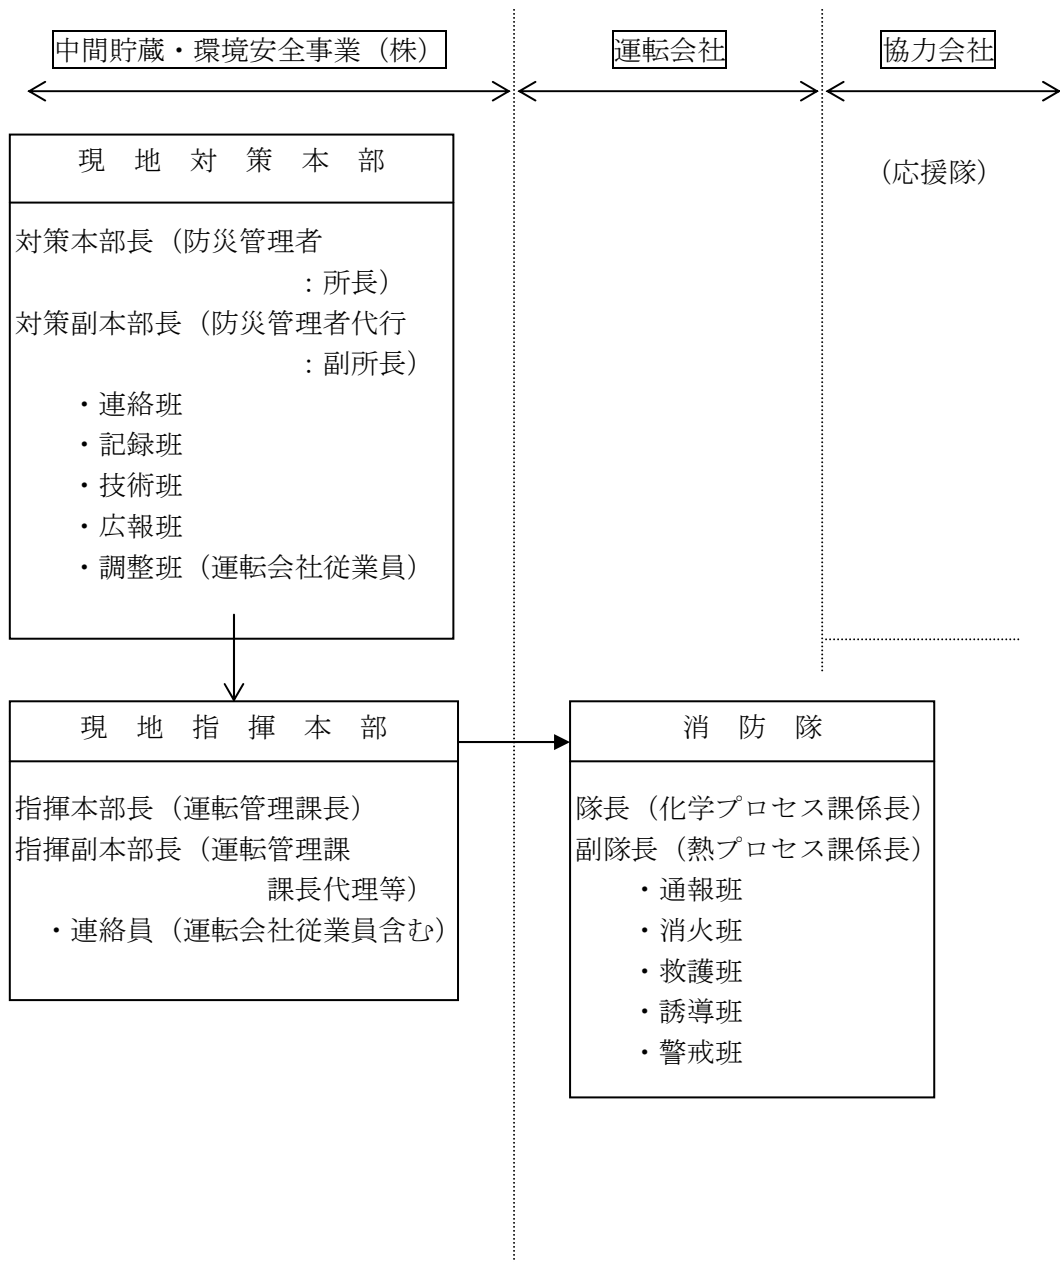 中間貯蔵・環境安全事業（株）
運転会社
協力会社
現　地　対　策　本　部
（応援隊）
対策本部長（防災管理者
：所長）
対策副本部長（防災管理者代行
：副所長）
・連絡班
・記録班
・技術班
・広報班
・調整班（運転会社従業員）
現　地　指　揮　本　部
指揮本部長（運転管理課長）
指揮副本部長（運転管理課
課長代理等）
・連絡員（運転会社従業員含む）
消　防　隊
隊長（化学プロセス課係長）
副隊長（熱プロセス課係長）
・通報班
・消火班
・救護班
・誘導班
・警戒班